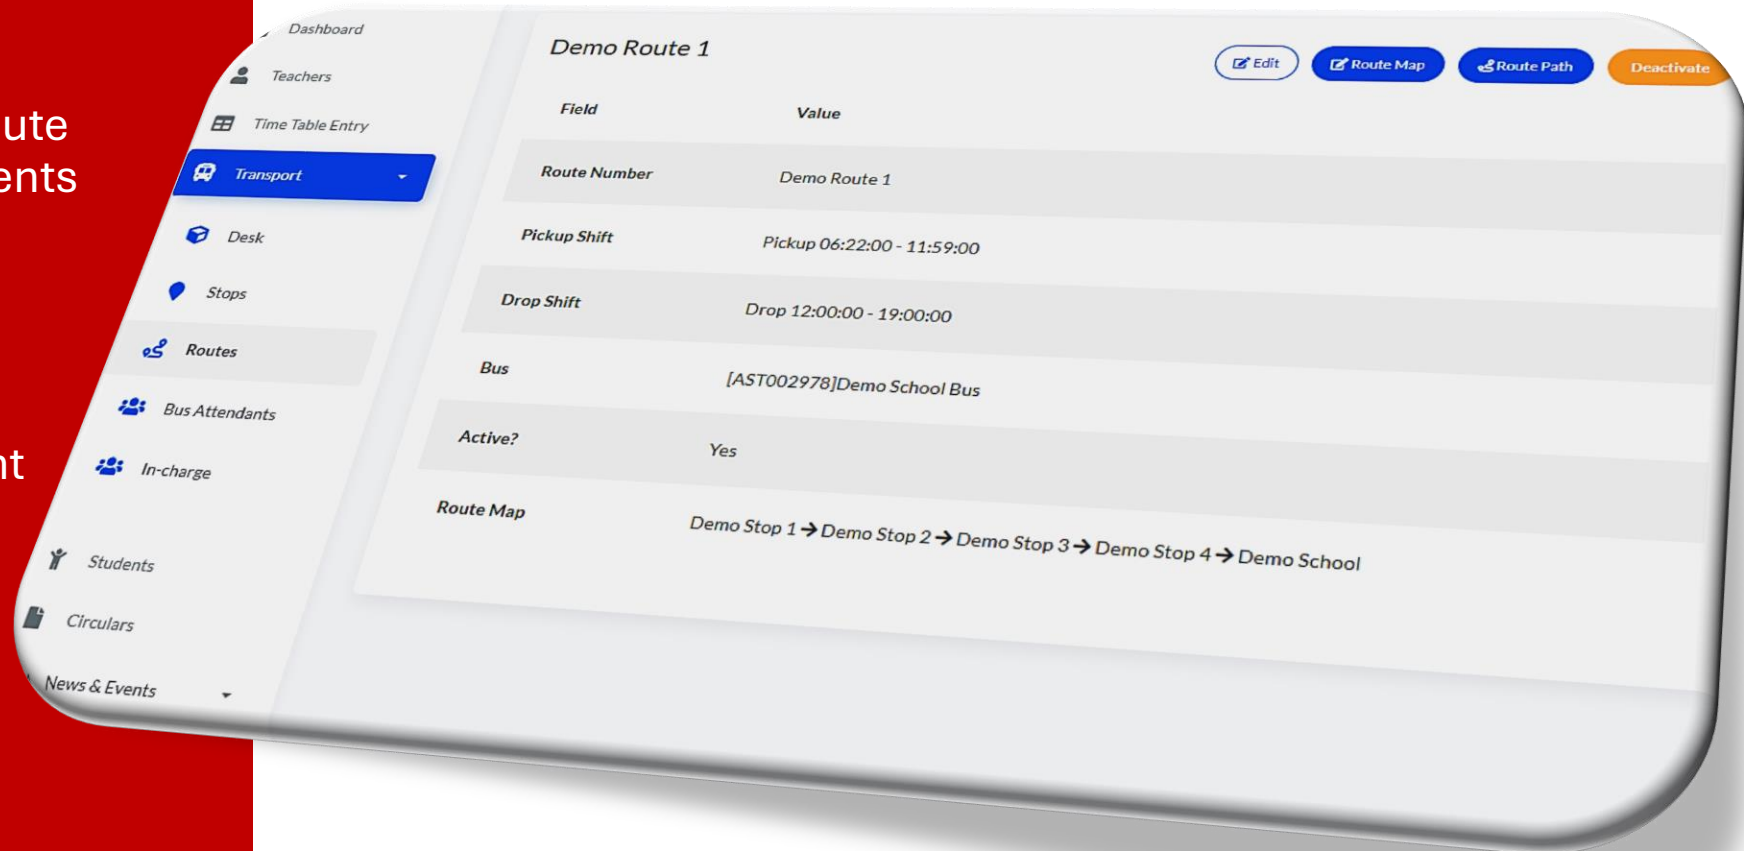 ute
ents
nt
Dashboard
Teachers
Time Table Entry
Transport
Desk
Stops
Routes
Bus Attendants
In-charge
Students
Circulars
News & Events
Demo Route 1
Edit
Route Map
Route Path
Deactivate
Field Value
Route Number Demo Route 1
Pickup Shift Pickup 06:22:00 - 11:59:00
Drop Shift Drop 12:00:00 - 19:00:00
Bus [AST002978]Demo School Bus
Active? Yes
Route Map Demo Stop 1 → Demo Stop 2 → Demo Stop 3 → Demo Stop 4 → Demo School